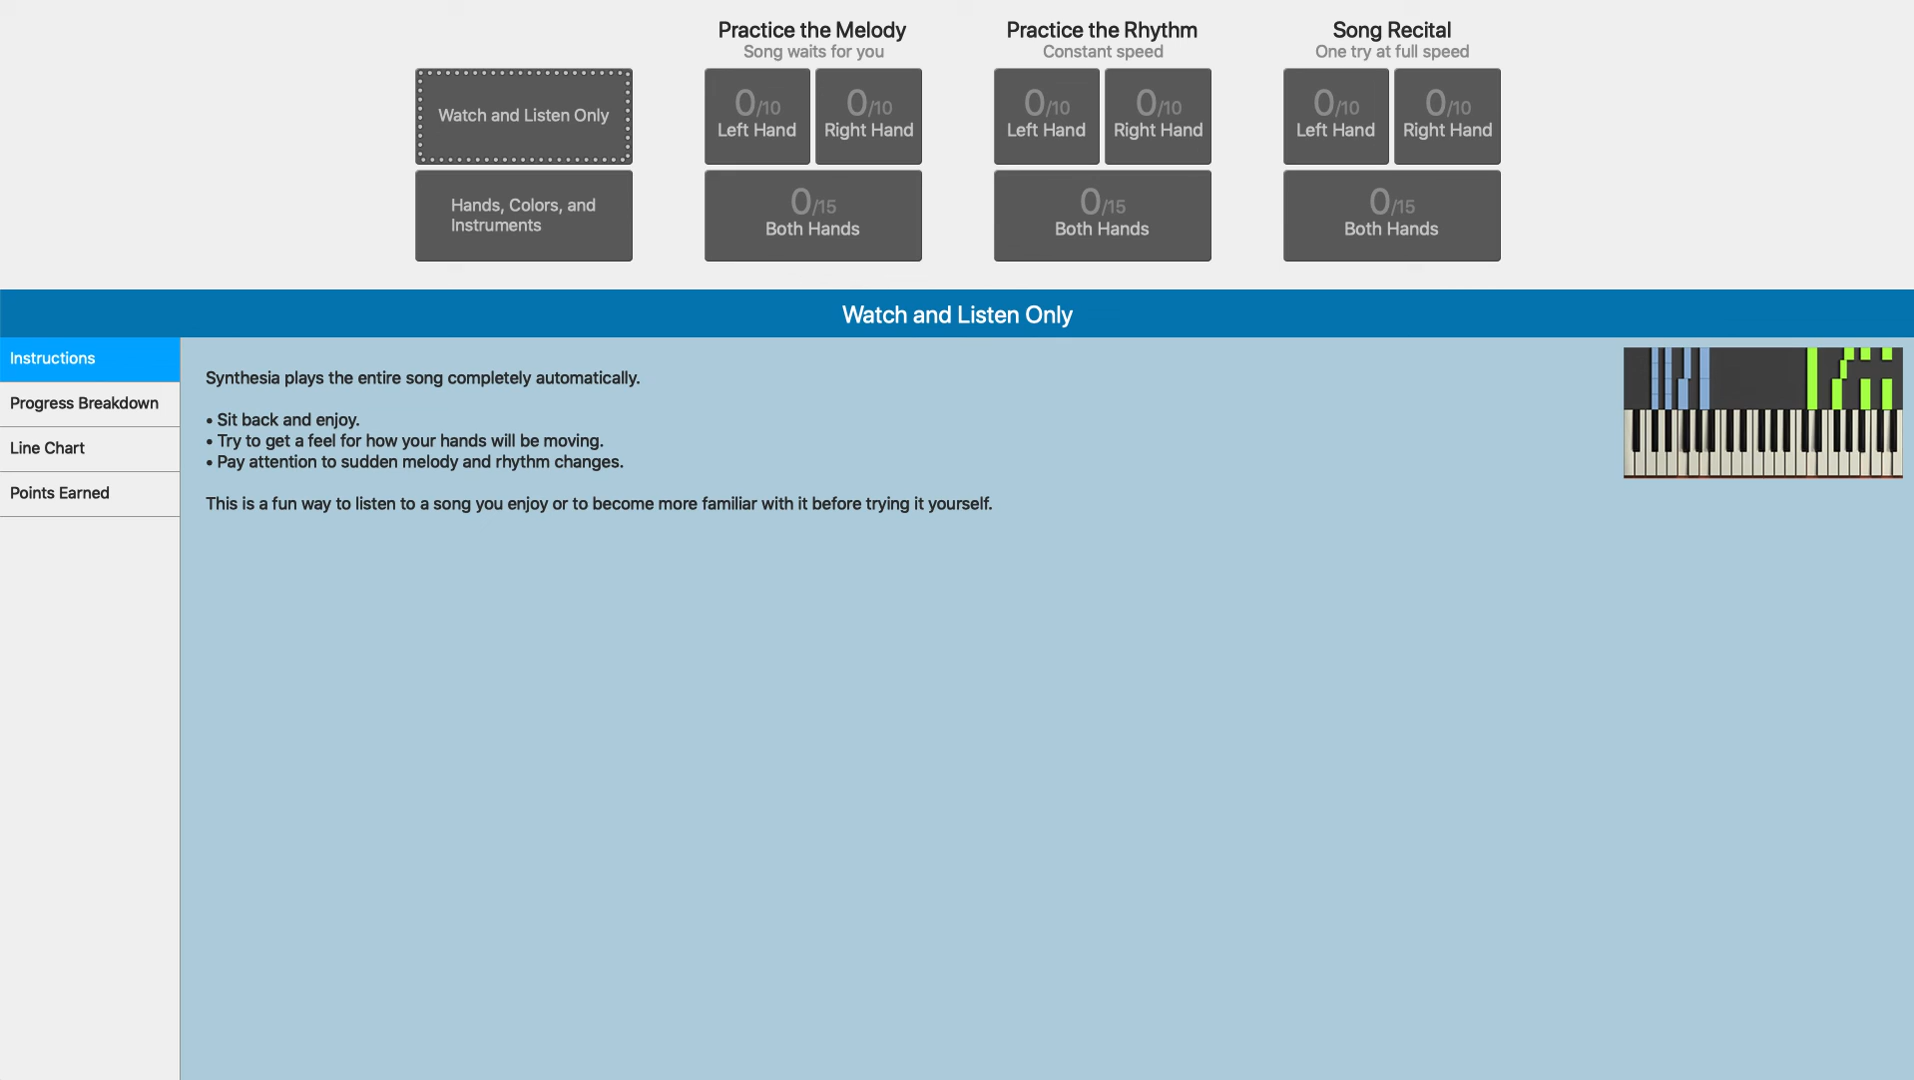 Practice the Melody
Song waits for you
Practice the Rhythm
Constant speed
Song Recital
One try at full speed
Watch and Listen Only
0/10
Left Hand
0/10
Right Hand
0/10
Left Hand
0/10
Right Hand
0/10
Left Hand
0/10
Right Hand
Hands, Colors, and
Instruments
0/15
Both Hands
0/15
Both Hands
0/15
Both Hands
Watch and Listen Only
Instructions
Progress Breakdown
Line Chart
Points Earned
Synthesia plays the entire song completely automatically.
• Sit back and enjoy.
• Try to get a feel for how your hands will be moving.
• Pay attention to sudden melody and rhythm changes.
This is a fun way to listen to a song you enjoy or to become more familiar with it before trying it yourself.